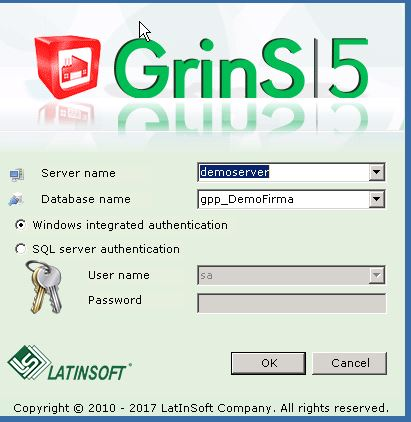 GrinS|5
Server name demoserver
Database name gpp_DemoFirma
Windows integrated authentication
SQL server authentication
User name sa
Password
LATINSOFT®
OK Cancel
Copyright © 2010 - 2017 LatInSoft Company. All rights reserved.